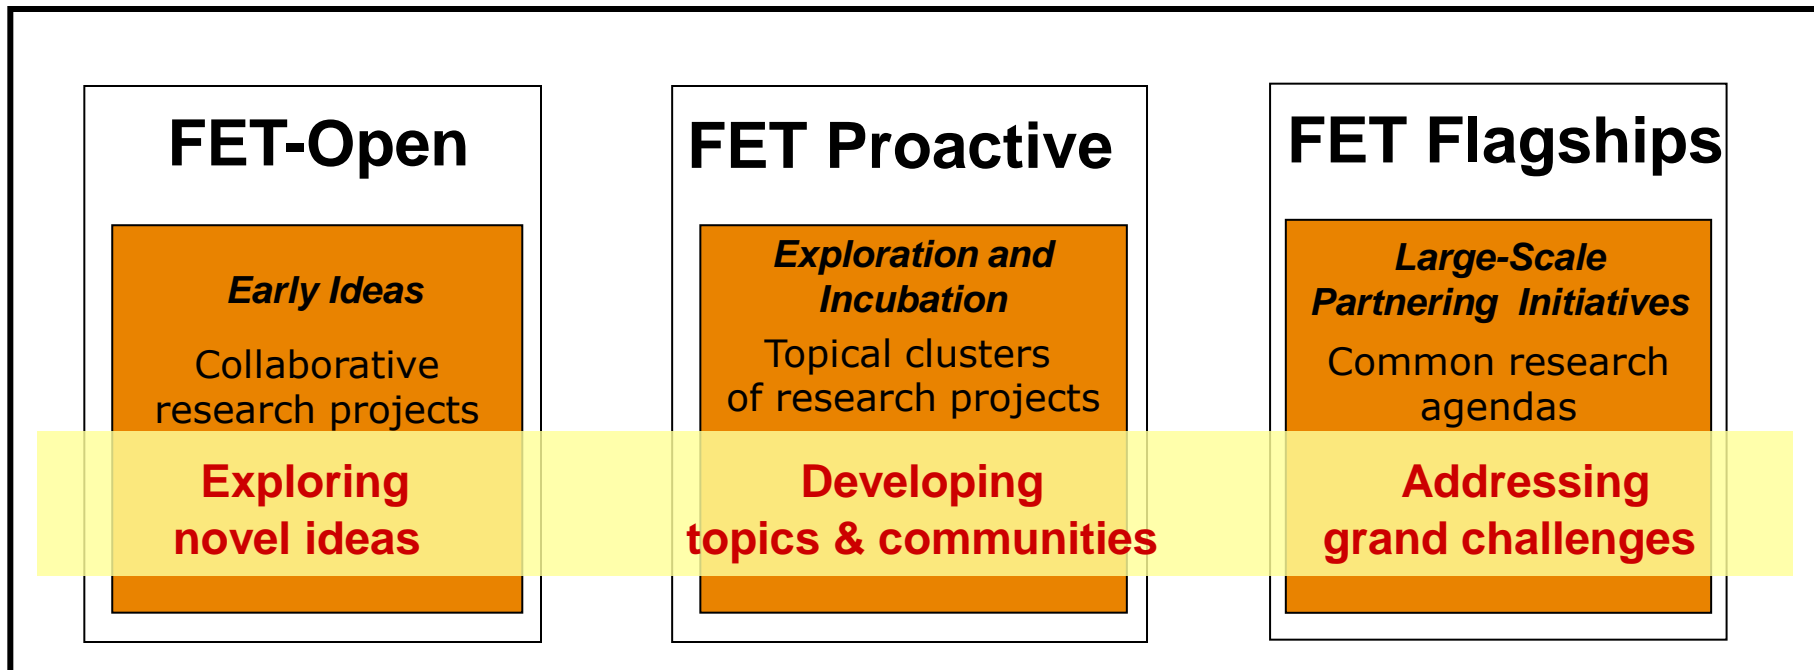 FET-Open
Early Ideas
Collaborative
research projects
Exploring
novel ideas
FET Proactive
Exploration and
Incubation
Topical clusters
of research projects
Developing
topics & communities
FET Flagships
Large-Scale
Partnering Initiatives
Common research
agendas
Addressing
grand challenges